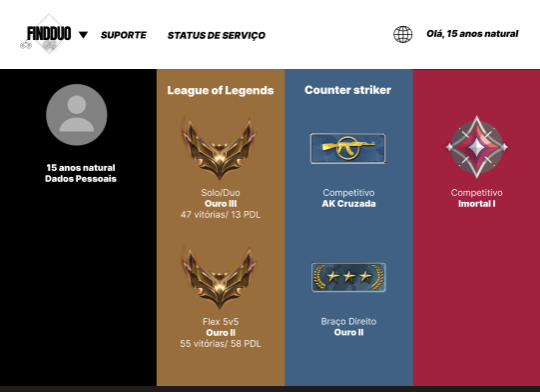 FINDDUO
SUPORTE
STATUS DE SERVIÇO
Olá, 15 anos natural
15 anos natural
Dados Pessoais
League of Legends
Solo/Duo
Ouro III
47 vitórias/ 13 PDL
Flex 5v5
Ouro II
55 vitórias/ 58 PDL
Counter striker
Competitivo
AK Cruzada
Braço Direito
Ouro II
Competitivo
Imortal I